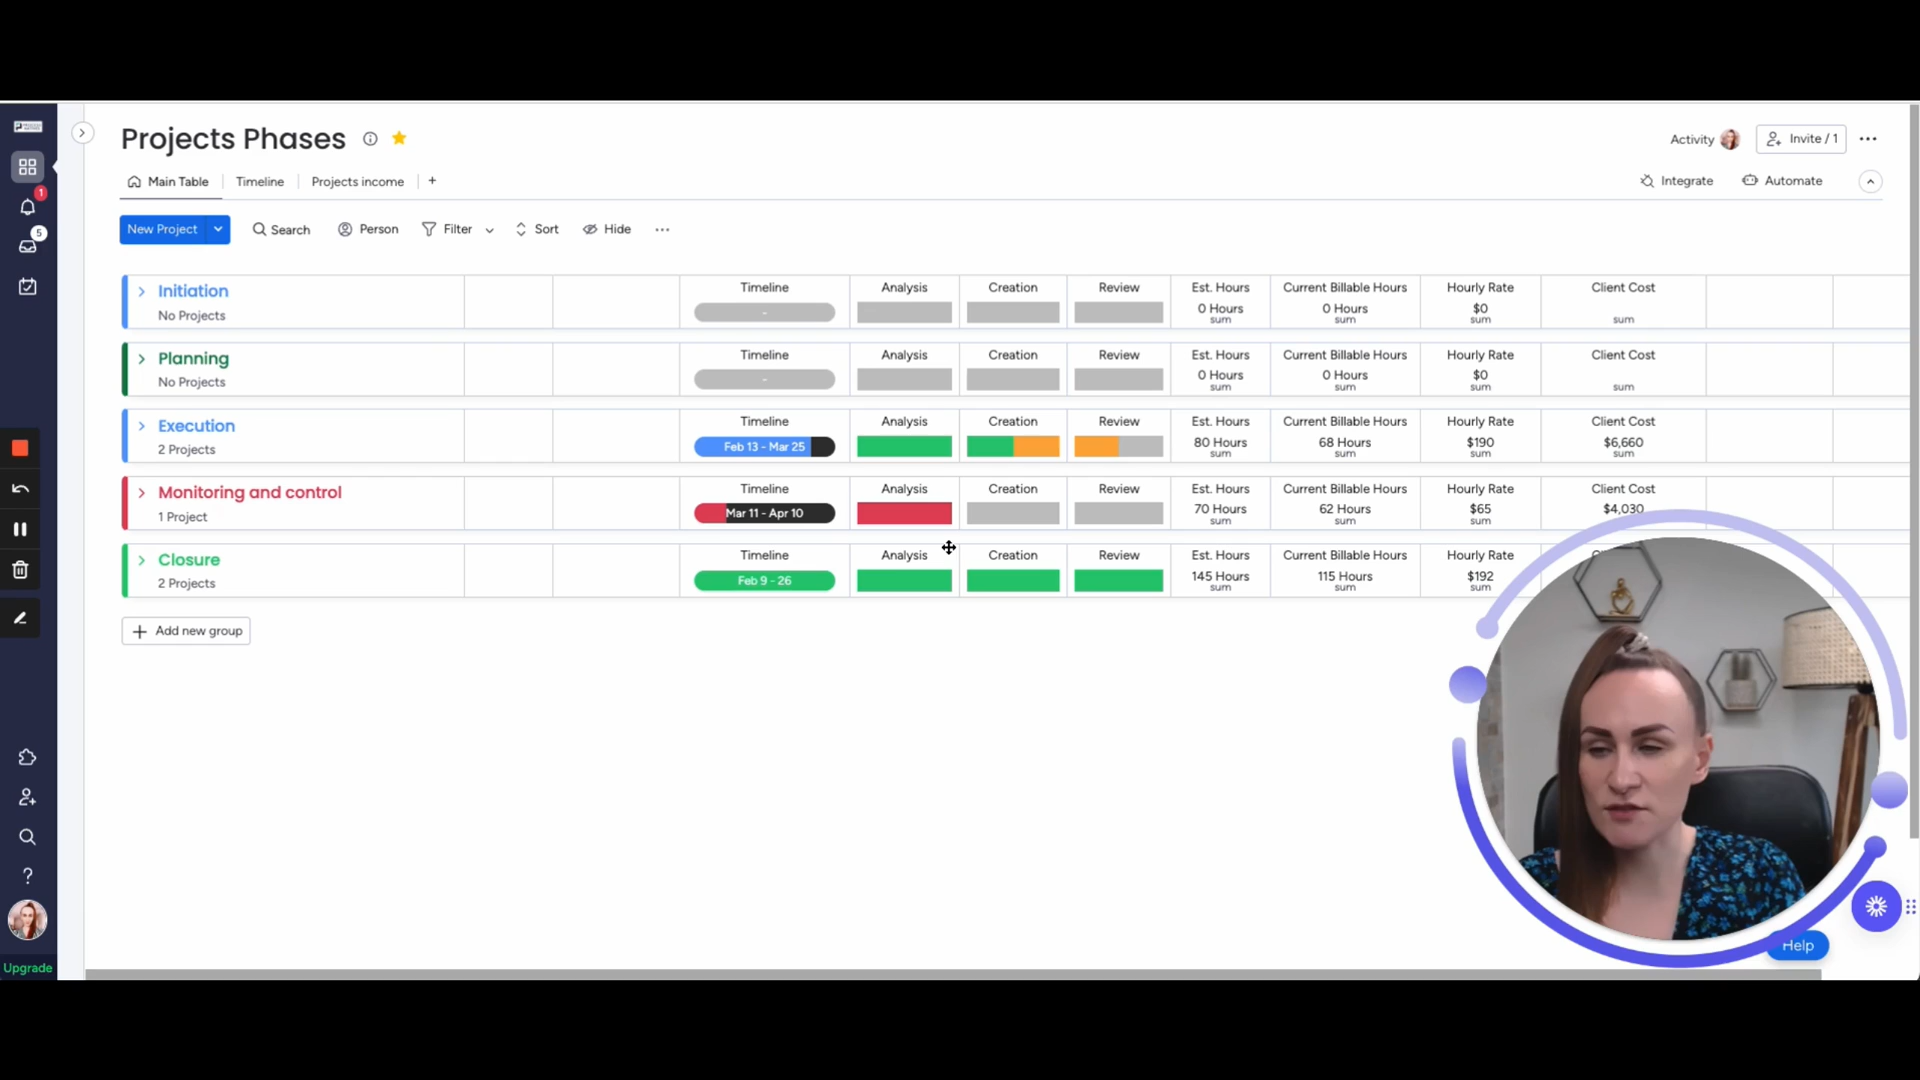 Projects Phases
Activity
Invite / 1
Main Table
Timeline
Projects income
+
Integrate
Automate
1
5
New Project
Search
Person
Filter
Sort
Hide
Initiation
No Projects
Timeline
-
Analysis
Creation
Review
Est. Hours
0 Hours
sum
Current Billable Hours
0 Hours
sum
Hourly Rate
$0
sum
Client Cost
sum
Planning
No Projects
Timeline
-
Analysis
Creation
Review
Est. Hours
0 Hours
sum
Current Billable Hours
0 Hours
sum
Hourly Rate
$0
sum
Client Cost
sum
Execution
2 Projects
Timeline
Feb 13 - Mar 25
Analysis
Creation
Review
Est. Hours
80 Hours
sum
Current Billable Hours
68 Hours
sum
Hourly Rate
$190
sum
Client Cost
$6,660
sum
Monitoring and control
1 Project
Timeline
Mar 11 - Apr 10
Analysis
Creation
Review
Est. Hours
70 Hours
sum
Current Billable Hours
62 Hours
sum
Hourly Rate
$65
sum
Client Cost
$4,030
Closure
2 Projects
Timeline
Feb 9 - 26
Analysis
Creation
Review
Est. Hours
145 Hours
sum
Current Billable Hours
115 Hours
sum
Hourly Rate
$192
sum
+ Add new group
?
Upgrade
Help